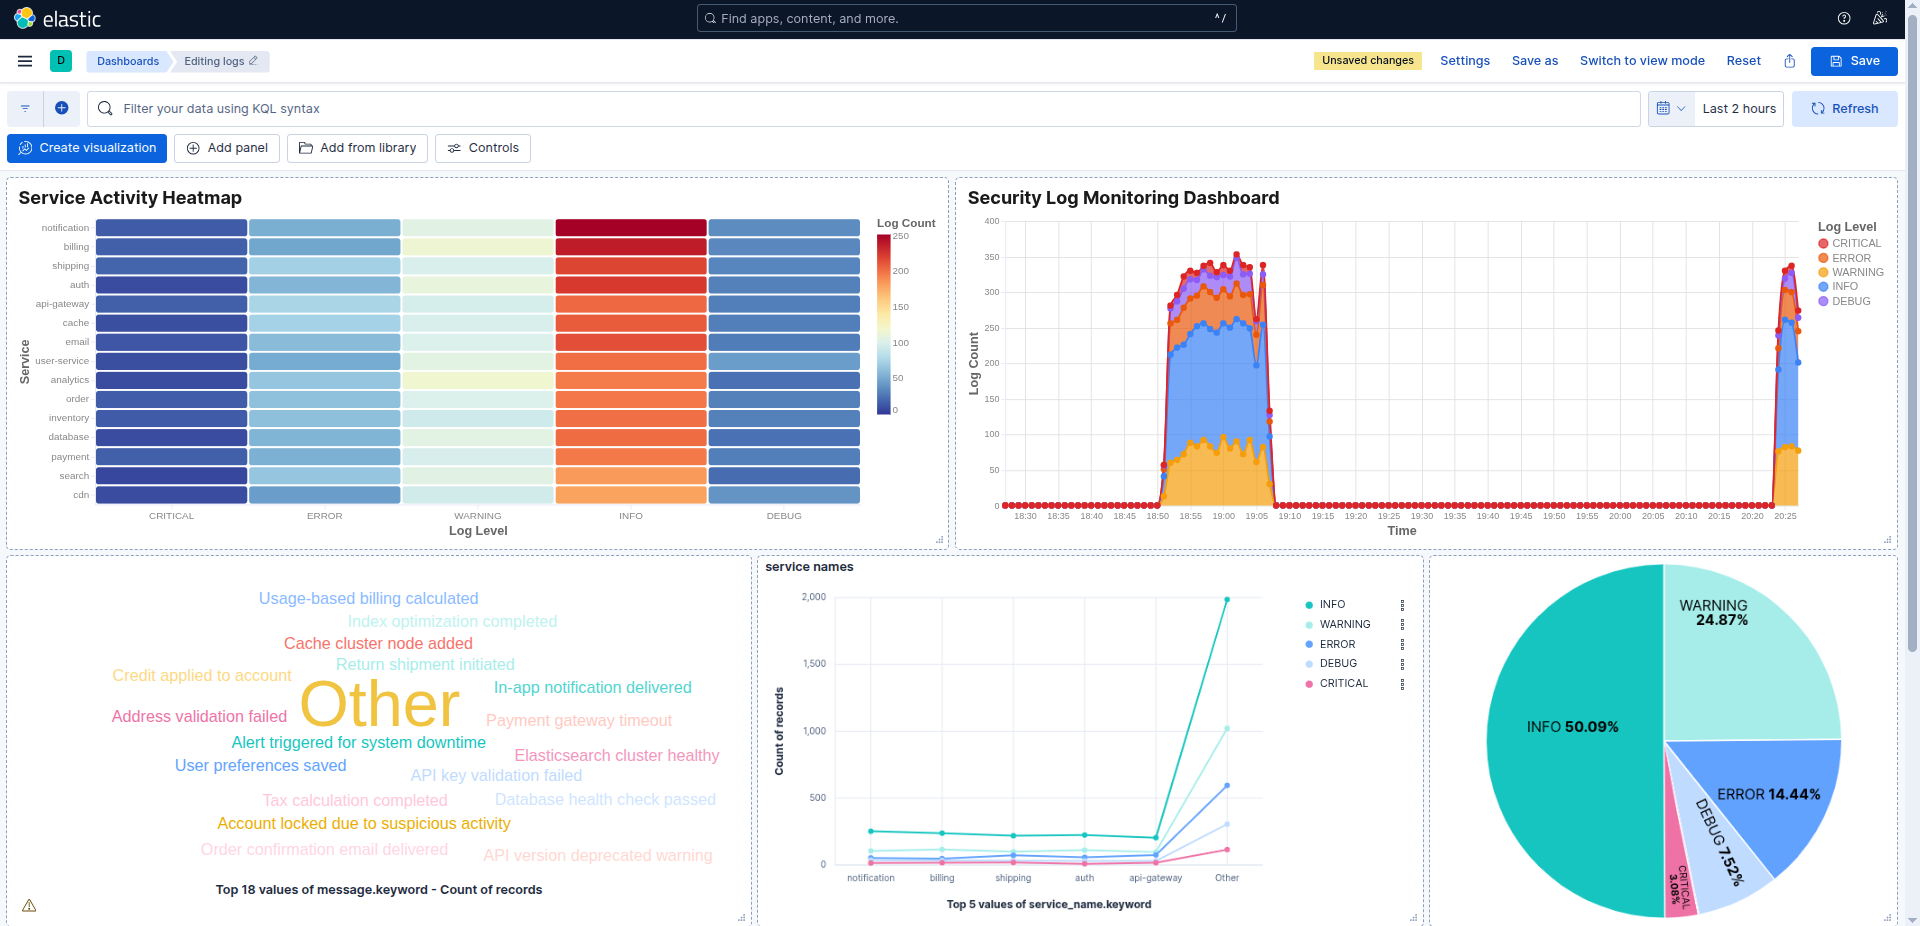 elastic
Find apps, content, and more.
^ /
D
Dashboards
Editing logs
Unsaved changes
Settings
Save as
Switch to view mode
Reset
Save
Filter your data using KQL syntax
Last 2 hours
Refresh
Create visualization
Add panel
Add from library
Controls
Service Activity Heatmap
Service
notification
billing
shipping
auth
api-gateway
cache
email
user-service
analytics
order
inventory
database
payment
search
cdn
CRITICAL
ERROR
WARNING
INFO
DEBUG
Log Level
Log Count
250
200
150
100
50
0
Security Log Monitoring Dashboard
Log Count
400
350
300
250
200
150
100
50
0
18:30
18:35
18:40
18:45
18:50
18:55
19:00
19:05
19:10
19:15
19:20
19:25
19:30
19:35
19:40
19:45
19:50
19:55
20:00
20:05
20:10
20:15
20:20
20:25
Time
Log Level
CRITICAL
ERROR
WARNING
INFO
DEBUG
Usage-based billing calculated
Index optimization completed
Cache cluster node added
Return shipment initiated
Credit applied to account
Other
In-app notification delivered
Address validation failed
Payment gateway timeout
Alert triggered for system downtime
Elasticsearch cluster healthy
User preferences saved
API key validation failed
Tax calculation completed
Database health check passed
Account locked due to suspicious activity
Order confirmation email delivered
API version deprecated warning
Top 18 values of message.keyword - Count of records
service names
Count of records
2,000
1,500
1,000
500
0
notification
billing
shipping
auth
api-gateway
Other
Top 5 values of service_name.keyword
INFO
WARNING
ERROR
DEBUG
CRITICAL
WARNING
24.87%
INFO 50.09%
ERROR 14.44%
DEBUG 7.52%
CRITICAL
3.08%